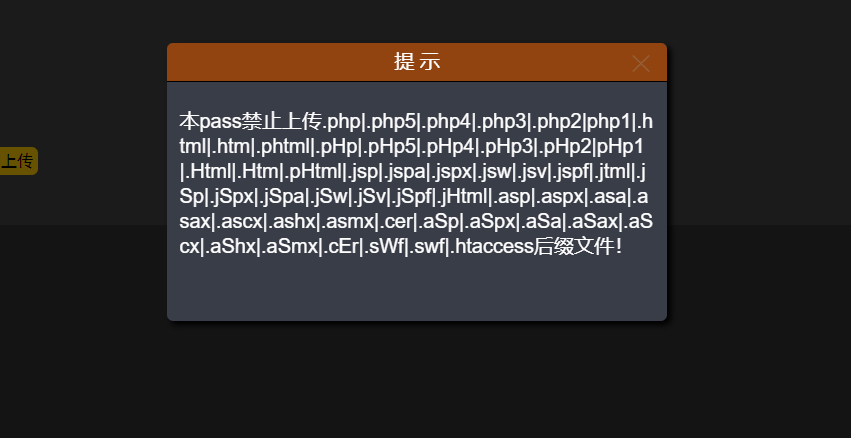 提示
上传
本pass禁止上传.php|.php5|.php4|.php3|.php2|php1|.h
tml|.htm|.phtml|.pHp|.pHp5|.pHp4|.pHp3|.pHp2|pHp1
|.Html|.Htm|.pHtml|.jsp|.jspa|.jspx|.jsw|.jsv|.jspf|.jtml|.j
Sp|.jSpx|.jSpa|.jSw|.jSv|.jSpf|.jHtml|.asp|.aspx|.asa|.a
sax|.ascx|.ashx|.asmx|.cer|.aSp|.aSpx|.aSa|.aSax|.aS
cx|.aShx|.aSmx|.cEr|.sWf|.swf|.htaccess后缀文件！